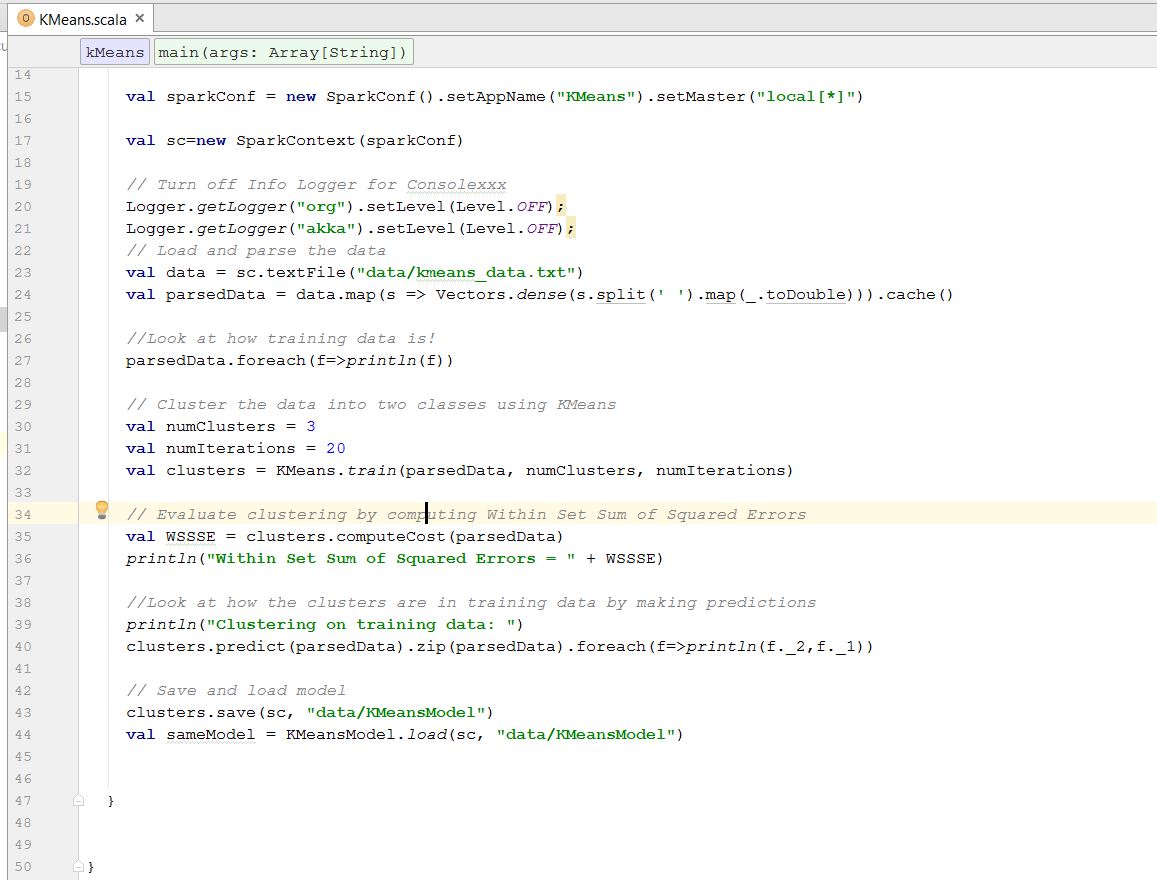 KMeans.scala
kMeans main(args: Array[String])
14
15 val sparkConf = new SparkConf().setAppName("KMeans").setMaster("local[*]")
16
17 val sc=new SparkContext(sparkConf)
18
19 // Turn off Info Logger for Consolexxx
20 Logger.getLogger("org").setLevel(Level.OFF);
21 Logger.getLogger("akka").setLevel(Level.OFF);
22 // Load and parse the data
23 val data = sc.textFile("data/kmeans_data.txt")
24 val parsedData = data.map(s => Vectors.dense(s.split(' ').map(_.toDouble))).cache()
25
26 //Look at how training data is!
27 parsedData.foreach(f=>println(f))
28
29 // Cluster the data into two classes using KMeans
30 val numClusters = 3
31 val numIterations = 20
32 val clusters = KMeans.train(parsedData, numClusters, numIterations)
33
34 // Evaluate clustering by computing Within Set Sum of Squared Errors
35 val WSSSE = clusters.computeCost(parsedData)
36 println("Within Set Sum of Squared Errors = " + WSSSE)
37
38 //Look at how the clusters are in training data by making predictions
39 println("Clustering on training data: ")
40 clusters.predict(parsedData).zip(parsedData).foreach(f=>println(f._2,f._1))
41
42 // Save and load model
43 clusters.save(sc, "data/KMeansModel")
44 val sameModel = KMeansModel.load(sc, "data/KMeansModel")
45
46
47 }
48
49
50 }